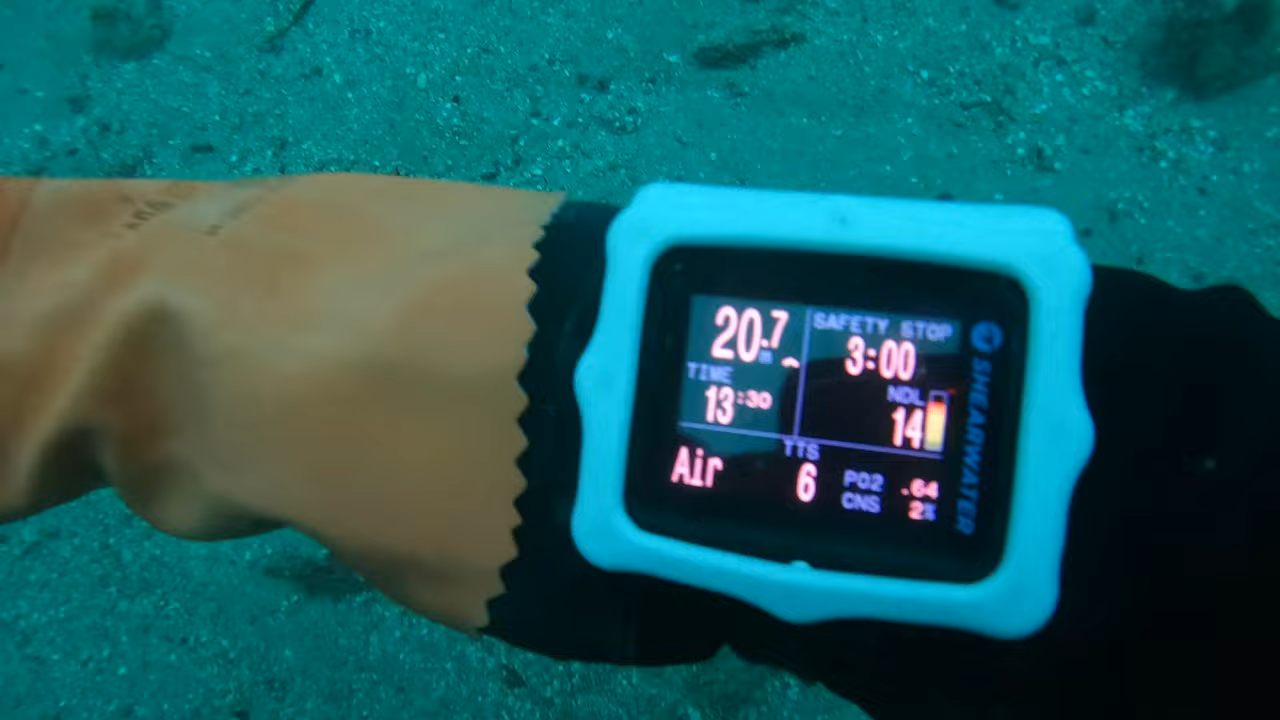 20.7 m
SAFETY STOP
3:00
TIME
13:30
NDL
14
Air
TTS
6
PO2 .64
CNS 2%
SHEARWATER